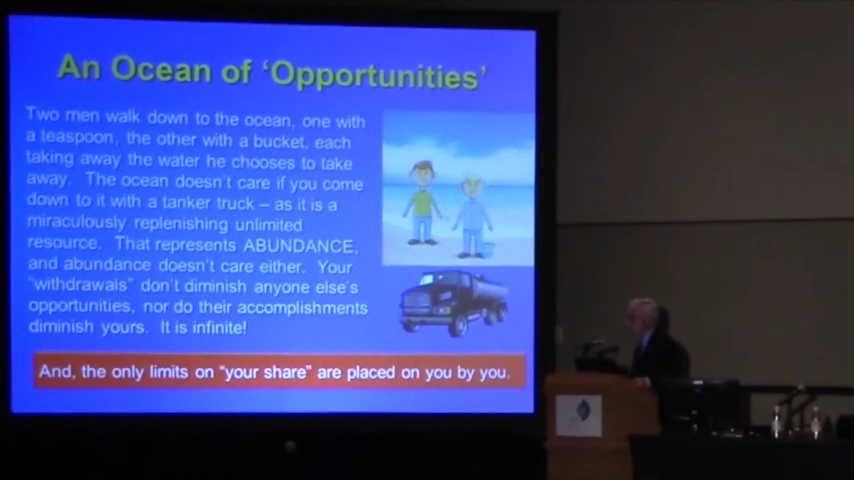 An Ocean of 'Opportunities'
Two men walk down to the ocean, one with
a teaspoon, the other with a bucket, each
taking away the water he chooses to take
away. The ocean doesn't care if you come
down to it with a tanker truck – as it is a
miraculously replenishing unlimited
resource. That represents ABUNDANCE,
and abundance doesn't care either. Your
"withdrawals" don't diminish anyone else's
opportunities, nor do their accomplishments
diminish yours. It is infinite!
And, the only limits on "your share" are placed on you by you.